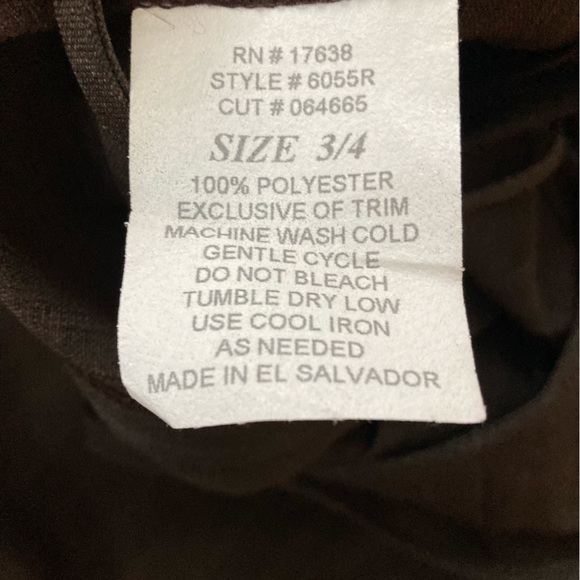 RN # 17638
STYLE # 6055R
CUT # 064665
SIZE 3/4
100% POLYESTER
EXCLUSIVE OF TRIM
MACHINE WASH COLD
GENTLE CYCLE
DO NOT BLEACH
TUMBLE DRY LOW
USE COOL IRON
AS NEEDED
MADE IN EL SALVADOR